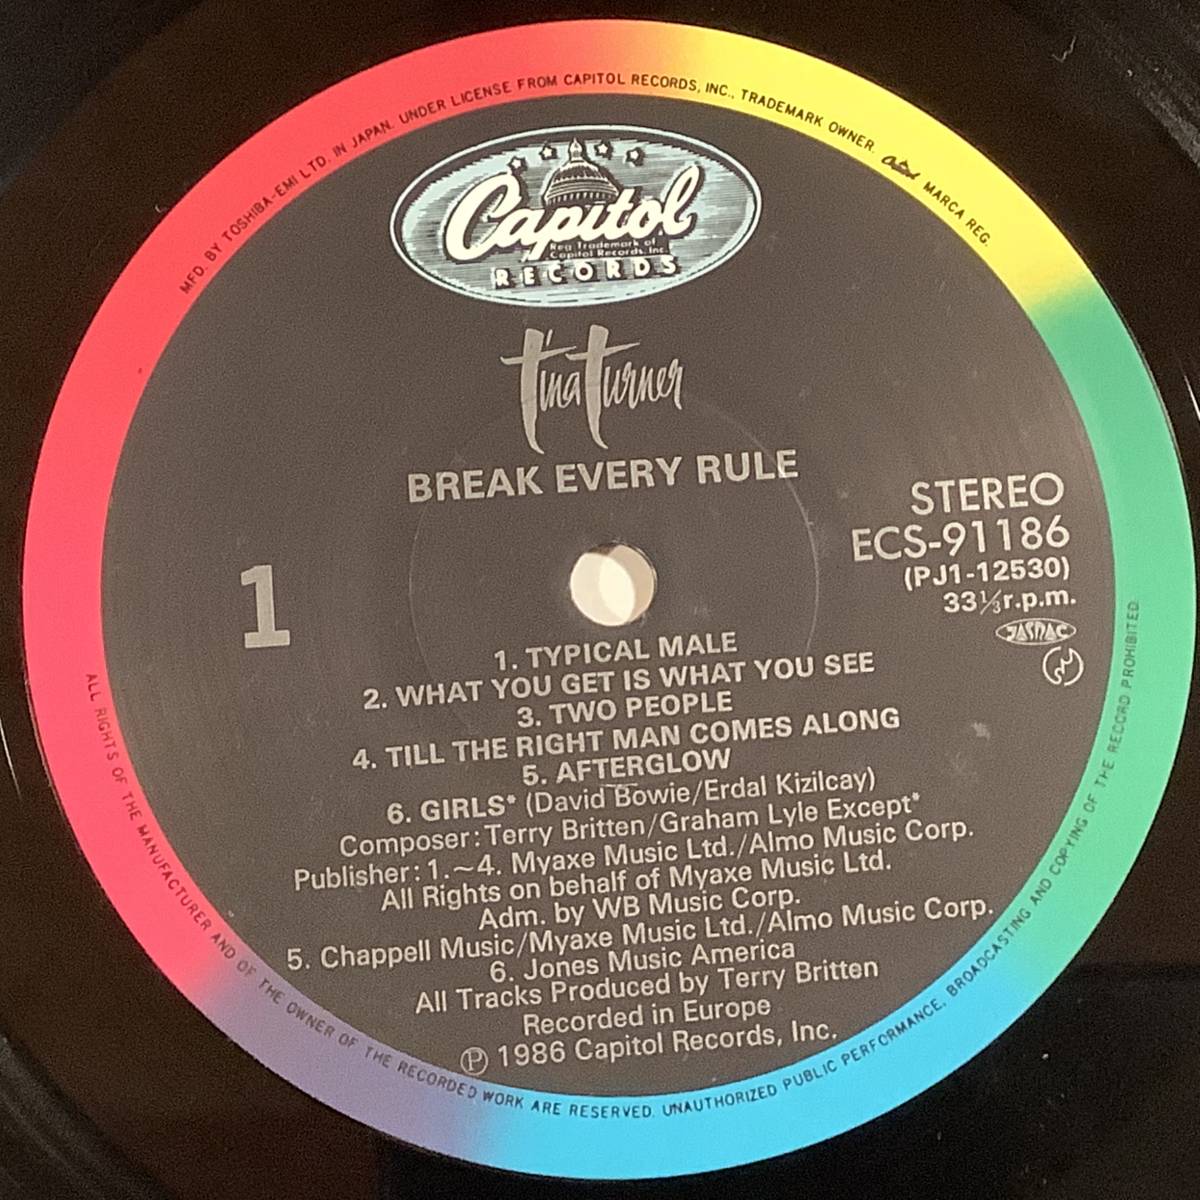 MFD. BY TOSHIBA-EMI LTD. IN JAPAN. UNDER LICENSE FROM CAPITOL RECORDS, INC., TRADEMARK OWNER. Capitol MARCA REG.
Capitol
Reg. Trademark of
Capitol Records, Inc.
RECORDS
Tina Turner
BREAK EVERY RULE
STEREO
ECS-91186
(PJ1-12530)
33⅓r.p.m.
JASRAC
1
1. TYPICAL MALE
2. WHAT YOU GET IS WHAT YOU SEE
3. TWO PEOPLE
4. TILL THE RIGHT MAN COMES ALONG
5. AFTERGLOW
6. GIRLS* (David Bowie/Erdal Kizilcay)
Composer: Terry Britten/Graham Lyle Except*
Publisher: 1.~4. Myaxe Music Ltd./Almo Music Corp.
All Rights on behalf of Myaxe Music Ltd.
Adm. by WB Music Corp.
5. Chappell Music/Myaxe Music Ltd./Almo Music Corp.
6. Jones Music America
All Tracks Produced by Terry Britten
Recorded in Europe
℗ 1986 Capitol Records, Inc.
ALL RIGHTS OF THE MANUFACTURER AND OF THE OWNER OF THE RECORDED WORK ARE RESERVED. UNAUTHORIZED PUBLIC PERFORMANCE, BROADCASTING AND COPYING OF THE RECORD PROHIBITED.